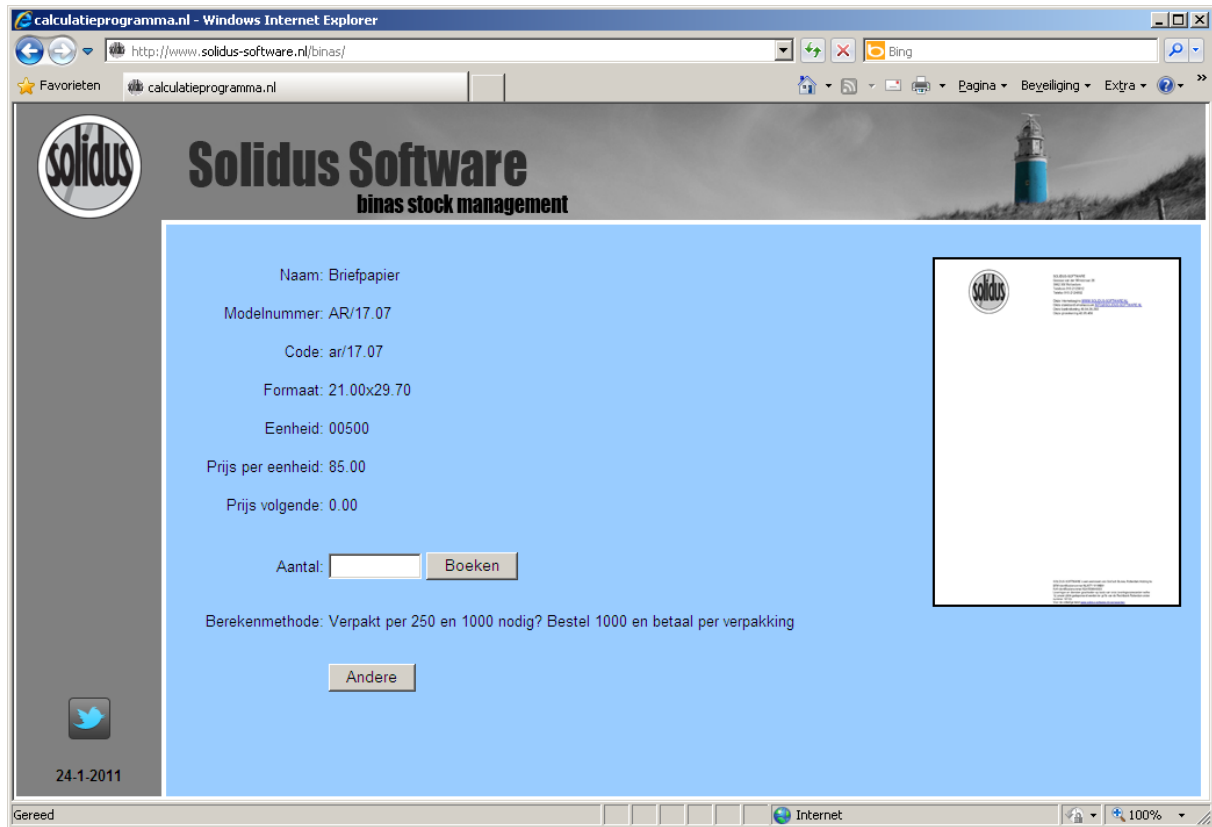 calculatieprogramma.nl - Windows Internet Explorer
http://www.solidus-software.nl/binas/
Bing
Favorieten
calculatieprogramma.nl
Pagina
Beveiliging
Extra
solidus
Solidus Software
binas stock management
Naam: Briefpapier
Modelnummer: AR/17.07
Code: ar/17.07
Formaat: 21.00x29.70
Eenheid: 00500
Prijs per eenheid: 85.00
Prijs volgende: 0.00
Aantal:
Boeken
Berekenmethode: Verpakt per 250 en 1000 nodig? Bestel 1000 en betaal per verpakking
Andere
solidus
SOLIDUS SOFTWARE
24-1-2011
Gereed
Internet
100%